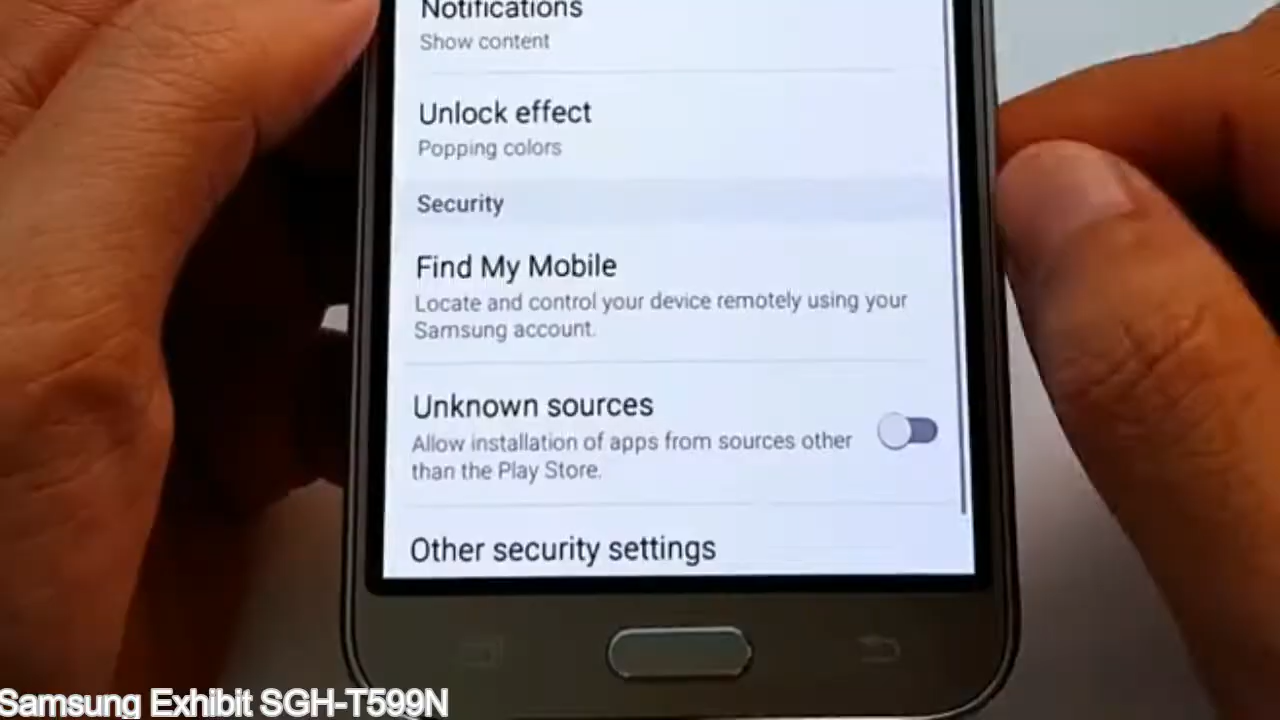 Notifications
Show content
Unlock effect
Popping colors
Security
Find My Mobile
Locate and control your device remotely using your
Samsung account.
Unknown sources
Allow installation of apps from sources other
than the Play Store.
Other security settings
Samsung Exhibit SGH-T599N